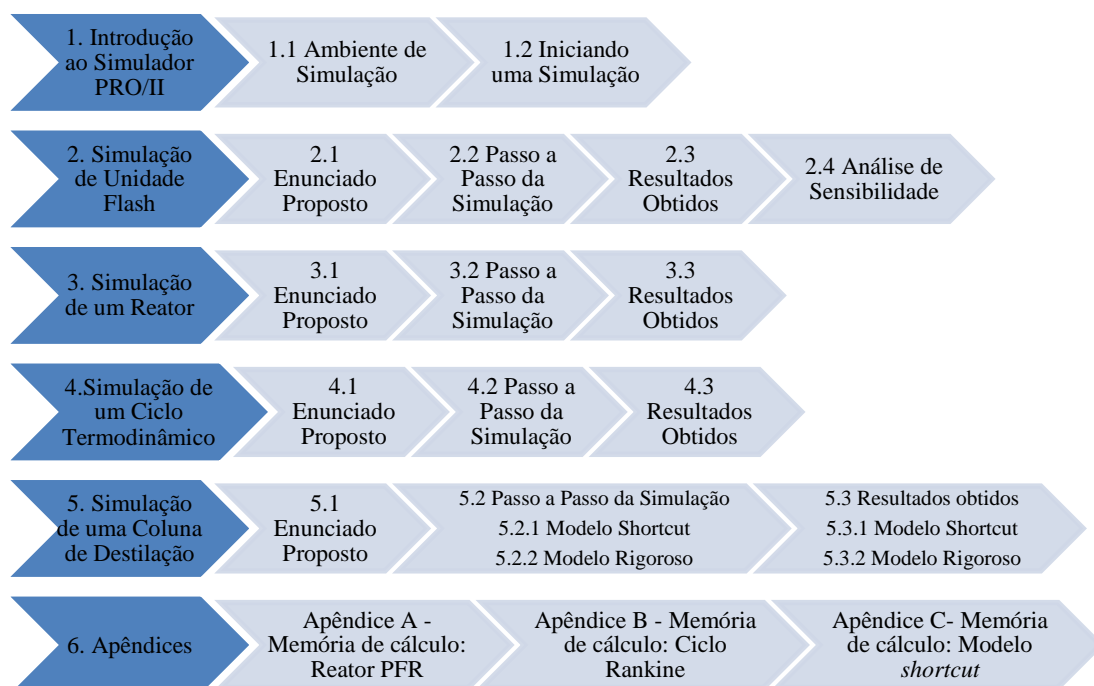 1. Introdução
ao Simulador
PRO/II
1.1 Ambiente de
Simulação
1.2 Iniciando
uma Simulação
2. Simulação
de Unidade
Flash
2.1
Enunciado
Proposto
2.2 Passo a
Passo da
Simulação
2.3
Resultados
Obtidos
2.4 Análise de
Sensibilidade
3. Simulação
de um Reator
3.1
Enunciado
Proposto
3.2 Passo a
Passo da
Simulação
3.3
Resultados
Obtidos
4.Simulação de
um Ciclo
Termodinâmico
4.1
Enunciado
Proposto
4.2 Passo a
Passo da
Simulação
4.3
Resultados
Obtidos
5. Simulação
de uma Coluna
de Destilação
5.1
Enunciado
Proposto
5.2 Passo a Passo da Simulação
5.2.1 Modelo Shortcut
5.2.2 Modelo Rigoroso
5.3 Resultados obtidos
5.3.1 Modelo Shortcut
5.3.2 Modelo Rigoroso
6. Apêndices
Apêndice A -
Memória de cálculo:
Reator PFR
Apêndice B - Memória
de cálculo: Ciclo
Rankine
Apêndice C- Memória
de cálculo: Modelo
shortcut